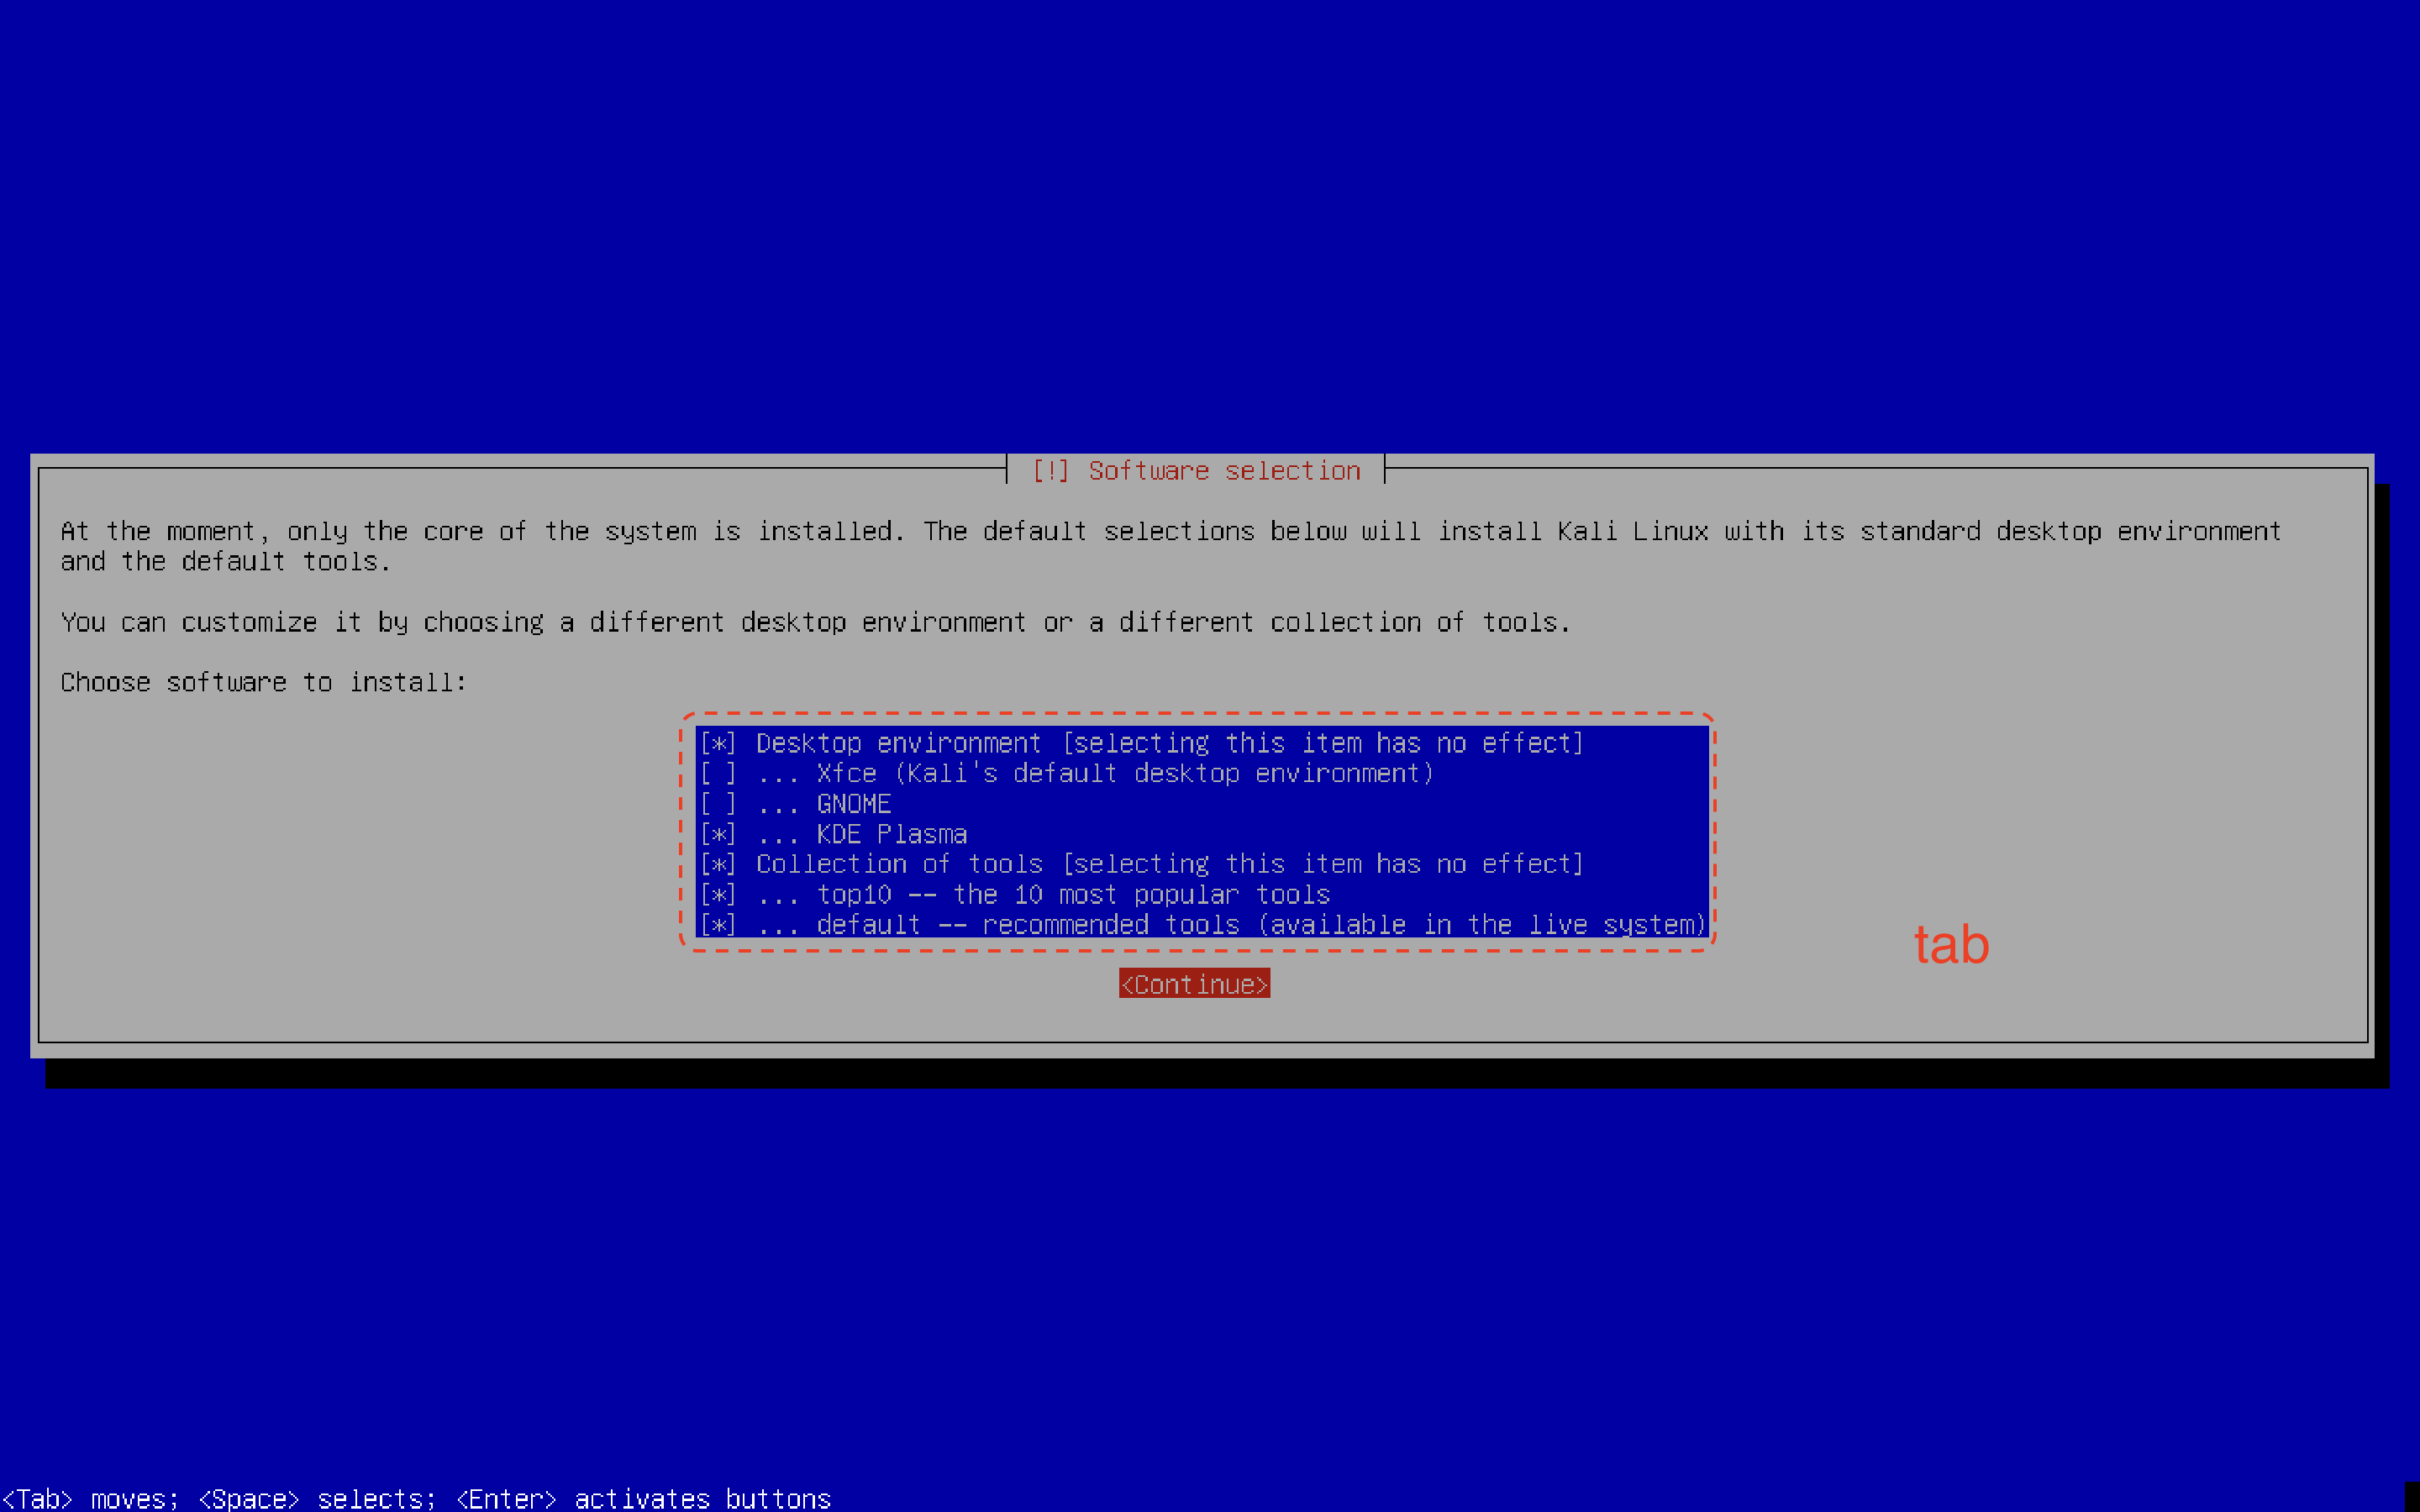 [!] Software selection
At the moment, only the core of the system is installed. The default selections below will install Kali Linux with its standard desktop environment
and the default tools.
You can customize it by choosing a different desktop environment or a different collection of tools.
Choose software to install:
[*] Desktop environment [selecting this item has no effect]
[ ] ... Xfce (Kali's default desktop environment)
[ ] ... GNOME
[*] ... KDE Plasma
[*] Collection of tools [selecting this item has no effect]
[*] ... top10 -- the 10 most popular tools
[*] ... default -- recommended tools (available in the live system)
tab
<Continue>
<Tab> moves; <Space> selects; <Enter> activates buttons